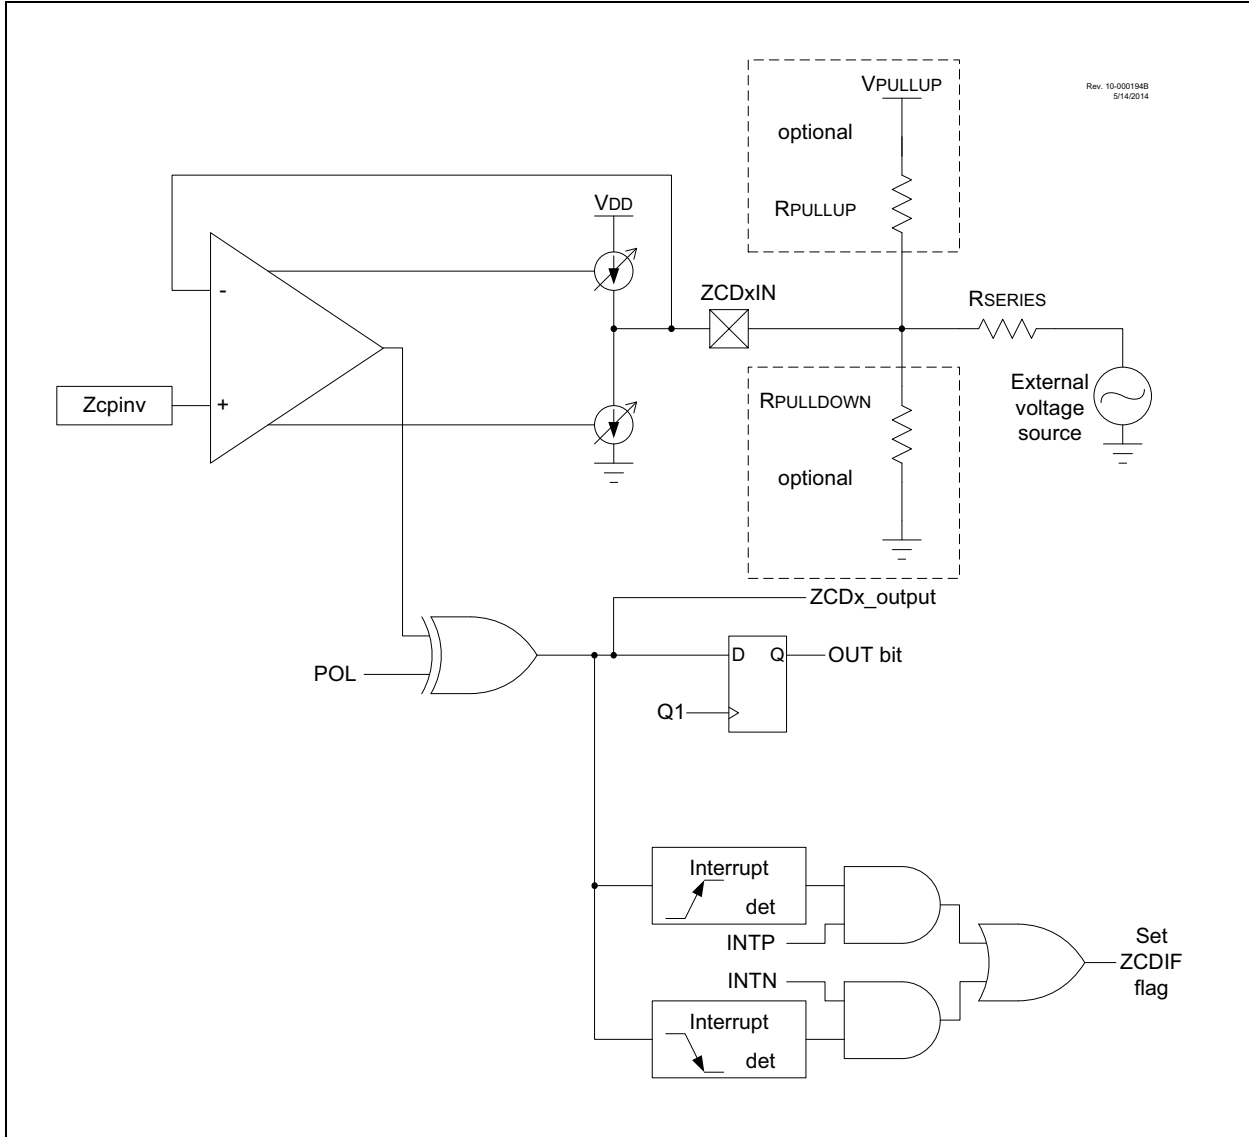 VPULLUP
Rev. 10-000194B
5/14/2014
optional
RPULLUP
VDD
ZCDxIN
RSERIES
-
Zcpinv
+
RPULLDOWN
External
voltage
source
optional
ZCDx_output
POL
D Q
OUT bit
Q1
Interrupt
det
INTP
INTN
Interrupt
det
Set
ZCDIF
flag